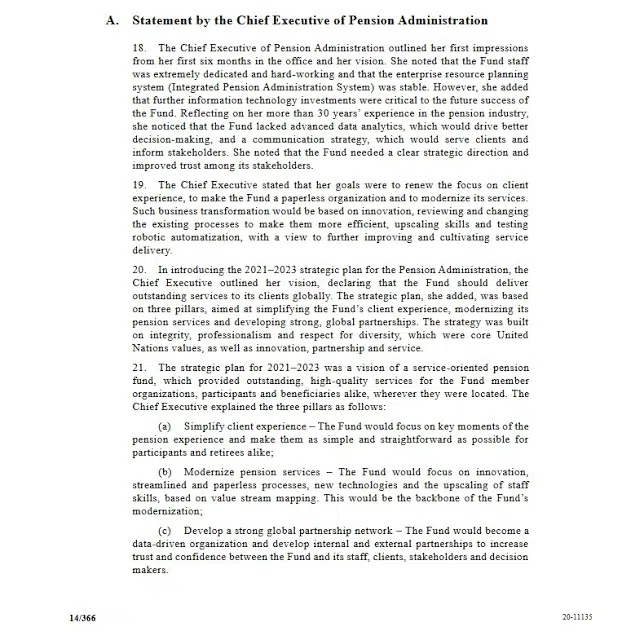 A. Statement by the Chief Executive of Pension Administration
18. The Chief Executive of Pension Administration outlined her first impressions
from her first six months in the office and her vision. She noted that the Fund staff
was extremely dedicated and hard-working and that the enterprise resource planning
system (Integrated Pension Administration System) was stable. However, she added
that further information technology investments were critical to the future success of
the Fund. Reflecting on her more than 30 years’ experience in the pension industry,
she noticed that the Fund lacked advanced data analytics, which would drive better
decision-making, and a communication strategy, which would serve clients and
inform stakeholders. She noted that the Fund needed a clear strategic direction and
improved trust among its stakeholders.
19. The Chief Executive stated that her goals were to renew the focus on client
experience, to make the Fund a paperless organization and to modernize its services.
Such business transformation would be based on innovation, reviewing and changing
the existing processes to make them more efficient, upscaling skills and testing
robotic automatization, with a view to further improving and cultivating service
delivery.
20. In introducing the 2021–2023 strategic plan for the Pension Administration, the
Chief Executive outlined her vision, declaring that the Fund should deliver
outstanding services to its clients globally. The strategic plan, she added, was based
on three pillars, aimed at simplifying the Fund’s client experience, modernizing its
pension services and developing strong, global partnerships. The strategy was built
on integrity, professionalism and respect for diversity, which were core United
Nations values, as well as innovation, partnership and service.
21. The strategic plan for 2021–2023 was a vision of a service-oriented pension
fund, which provided outstanding, high-quality services for the Fund member
organizations, participants and beneficiaries alike, wherever they were located. The
Chief Executive explained the three pillars as follows:
(a) Simplify client experience – The Fund would focus on key moments of the
pension experience and make them as simple and straightforward as possible for
participants and retirees alike;
(b) Modernize pension services – The Fund would focus on innovation,
streamlined and paperless processes, new technologies and the upscaling of staff
skills, based on value stream mapping. This would be the backbone of the Fund’s
modernization;
(c) Develop a strong global partnership network – The Fund would become a
data-driven organization and develop internal and external partnerships to increase
trust and confidence between the Fund and its staff, clients, stakeholders and decision
makers.
14/366
20-11135